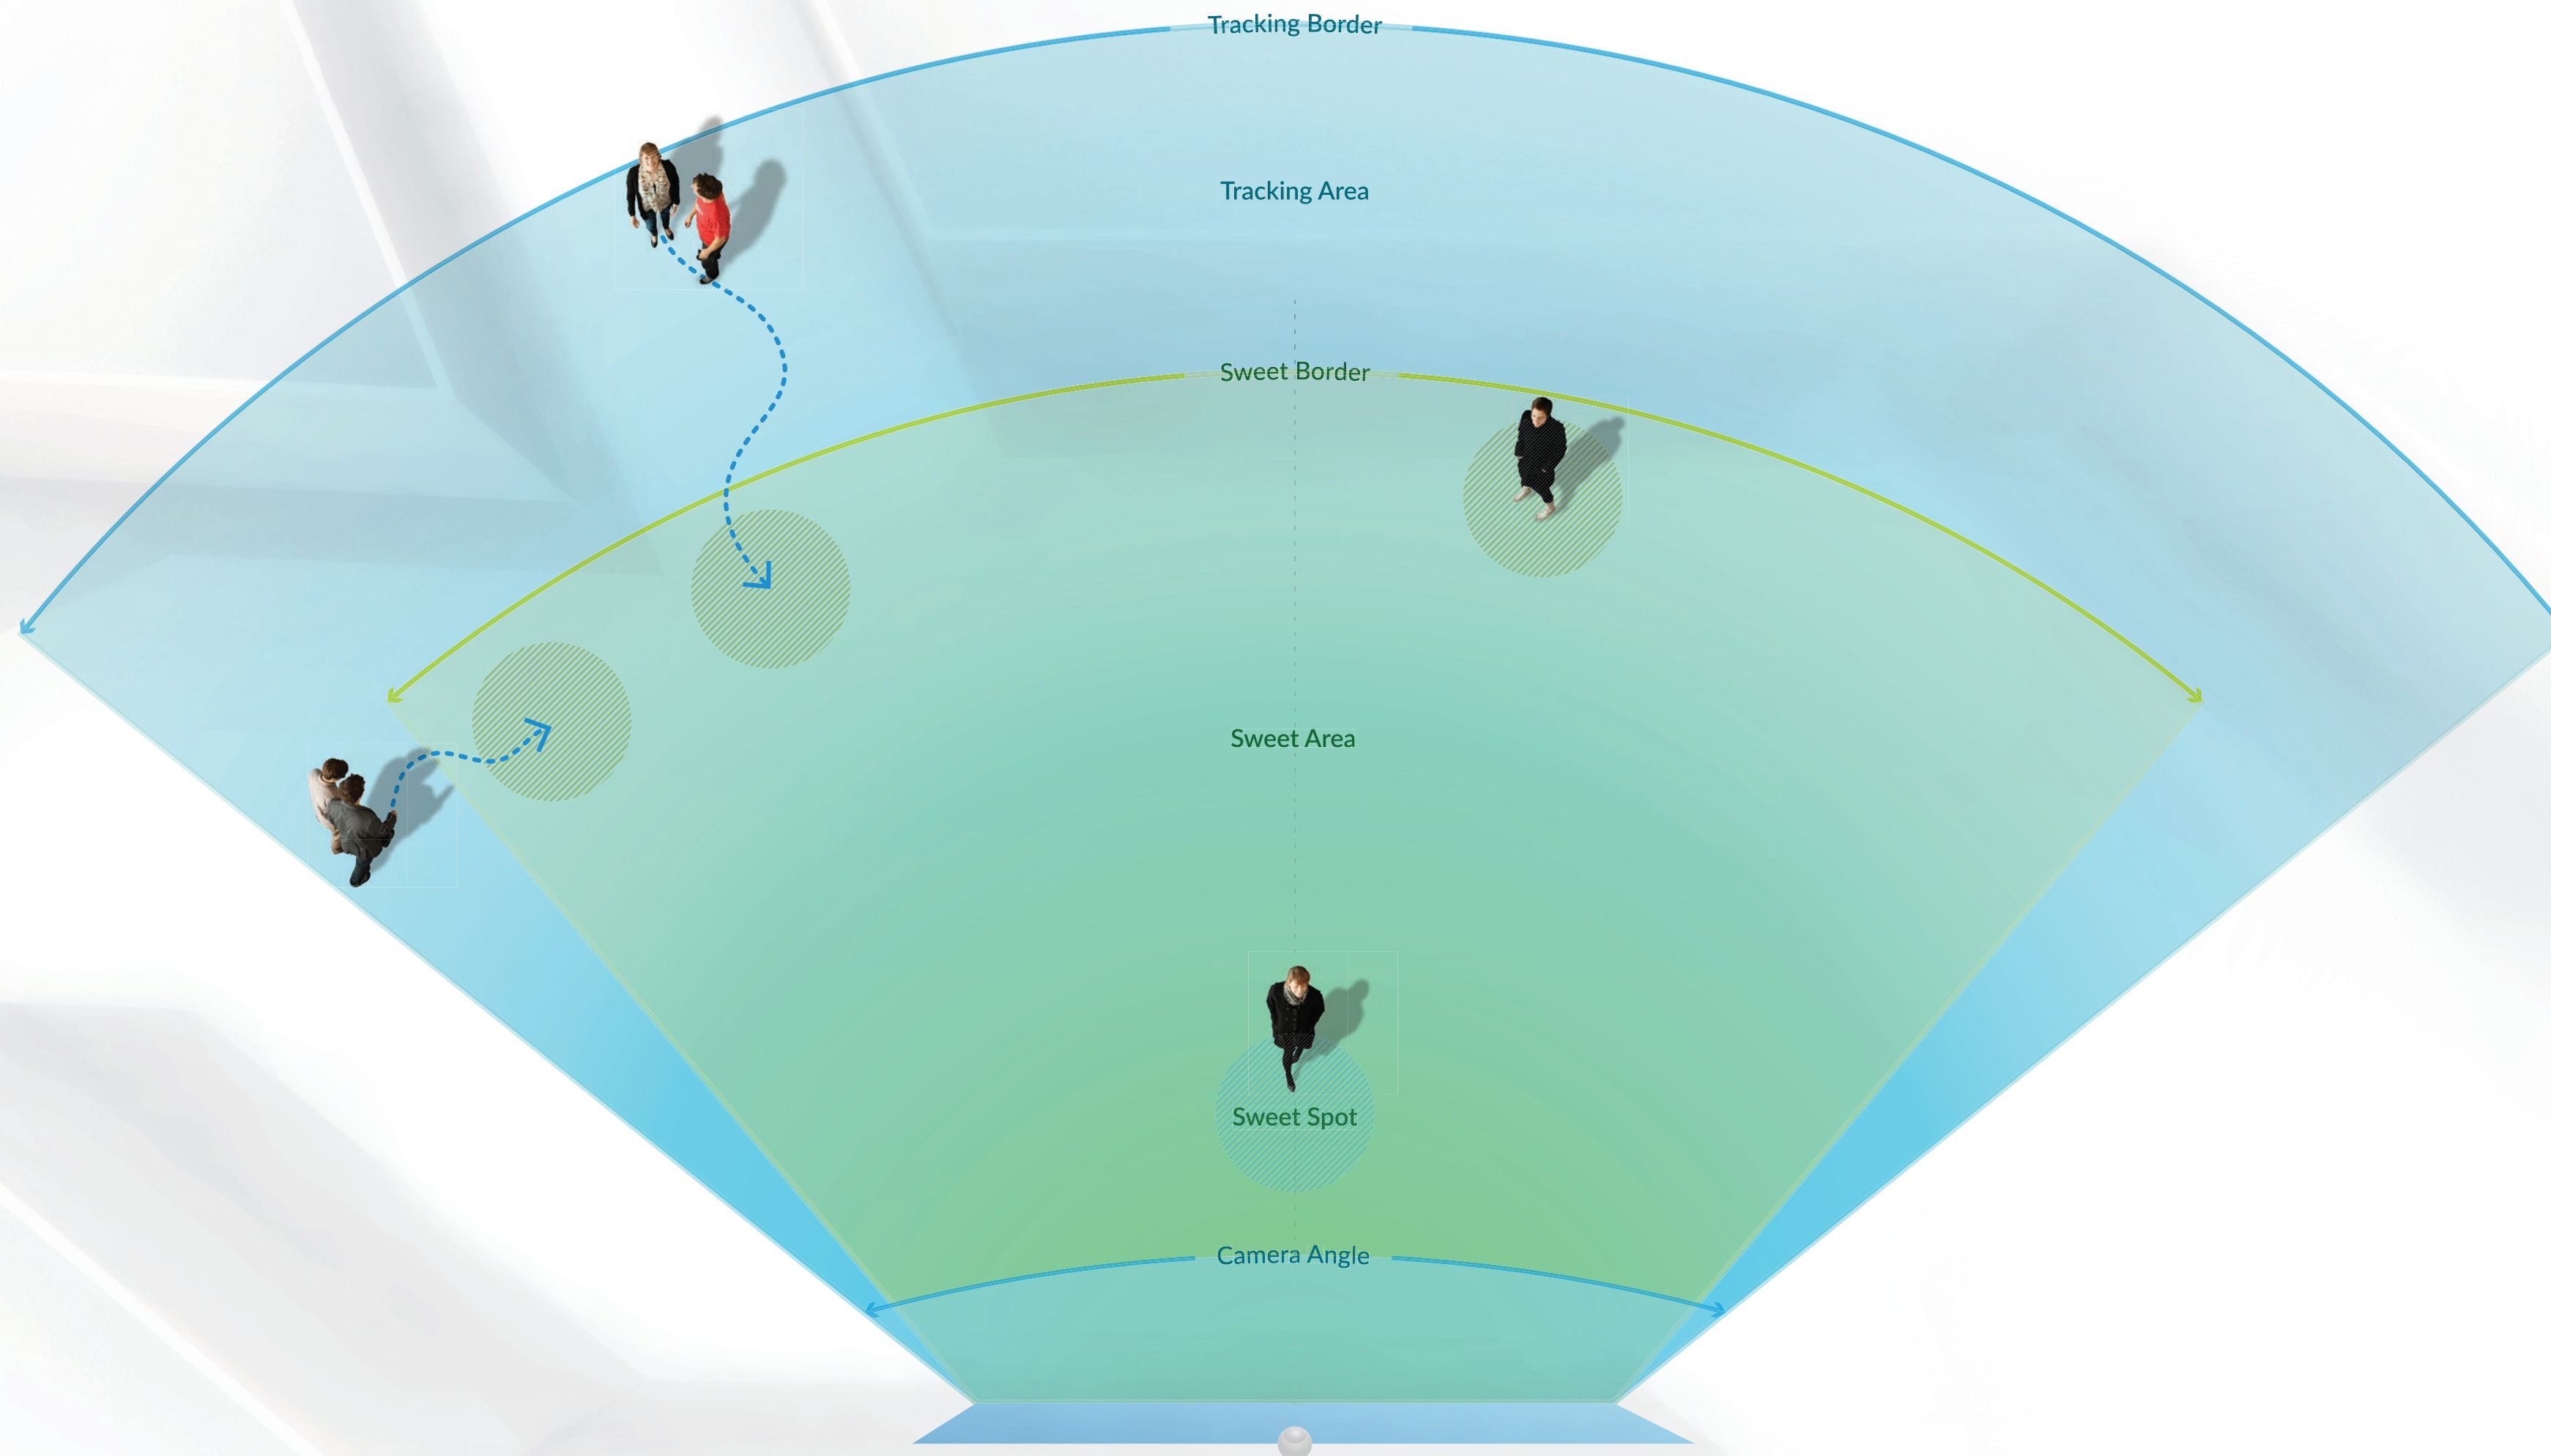 Tracking Border
Tracking Area
Sweet Border
Sweet Area
Sweet Spot
Camera Angle